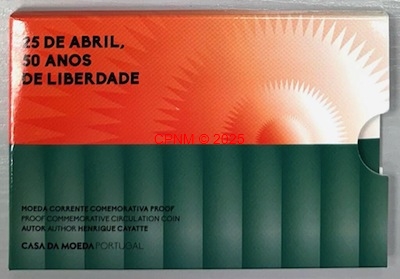 25 DE ABRIL,
50 ANOS
DE LIBERDADE
CPNM © 2025
MOEDA CORRENTE COMEMORATIVA PROOF
PROOF COMMEMORATIVE CIRCULATION COIN
AUTOR AUTHOR HENRIQUE CAYATTE
CASA DA MOEDA PORTUGAL